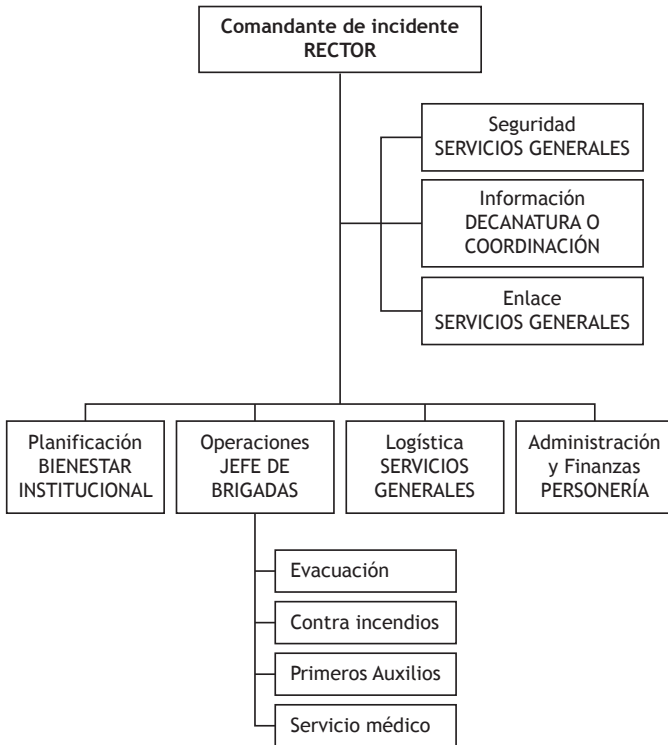 Comandante de incidente
RECTOR
Seguridad
SERVICIOS GENERALES
Información
DECANATURA O
COORDINACIÓN
Enlace
SERVICIOS GENERALES
Planificación
BIENESTAR
INSTITUCIONAL
Operaciones
JEFE DE
BRIGADAS
Logística
SERVICIOS
GENERALES
Administración
y Finanzas
PERSONERÍA
Evacuación
Contra incendios
Primeros Auxilios
Servicio médico